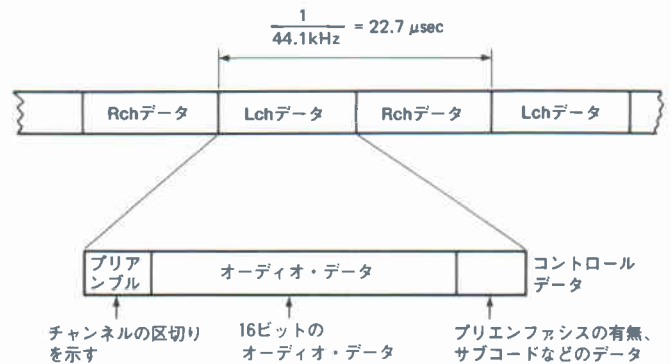 1
44.1kHz = 22.7 μsec
Rchデータ Lchデータ Rchデータ Lchデータ
プリア
ンブル
オーディオ・データ
コントロール
データ
チャンネルの区切り
を示す
16ビットの
オーディオ・データ
プリエンファシスの有無、
サブコードなどのデータ